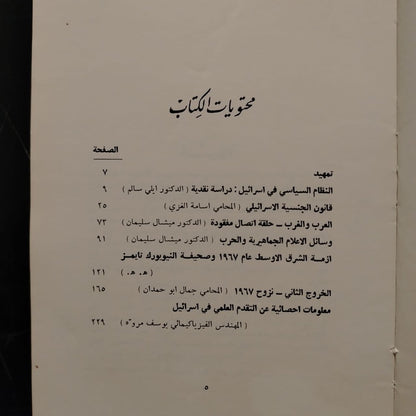 محتويات الكتاب
الصفحة
تمهيد ٧
النظام السياسي في اسرائيل : دراسة نقدية ( الدكتور ايلي سالم ) ٩
قانون الجنسية الاسرائيلي ( المحامي اسامة الغزي ) ٢٥
العرب والغرب ــ حلقة اتصال مفقودة ( الدكتور ميشال سليمان ) ٧٣
وسائل الاعلام الجماهيرية والحرب ( الدكتور ميشال سليمان ) ٩١
ازمة الشرق الاوسط عام ١٩٦٧ وصحيفة النيويورك تايمز
( ه. ه. ) ١٢١
الخروج الثاني ــ نزوح ١٩٦٧ ( المحامي جمال ابو حمدان ) ١٦٥
معلومات احصائية عن التقدم العلمي في اسرائيل
( المهندس الفيزياكيمائي يوسف مروه ) ٢٢٩
٥